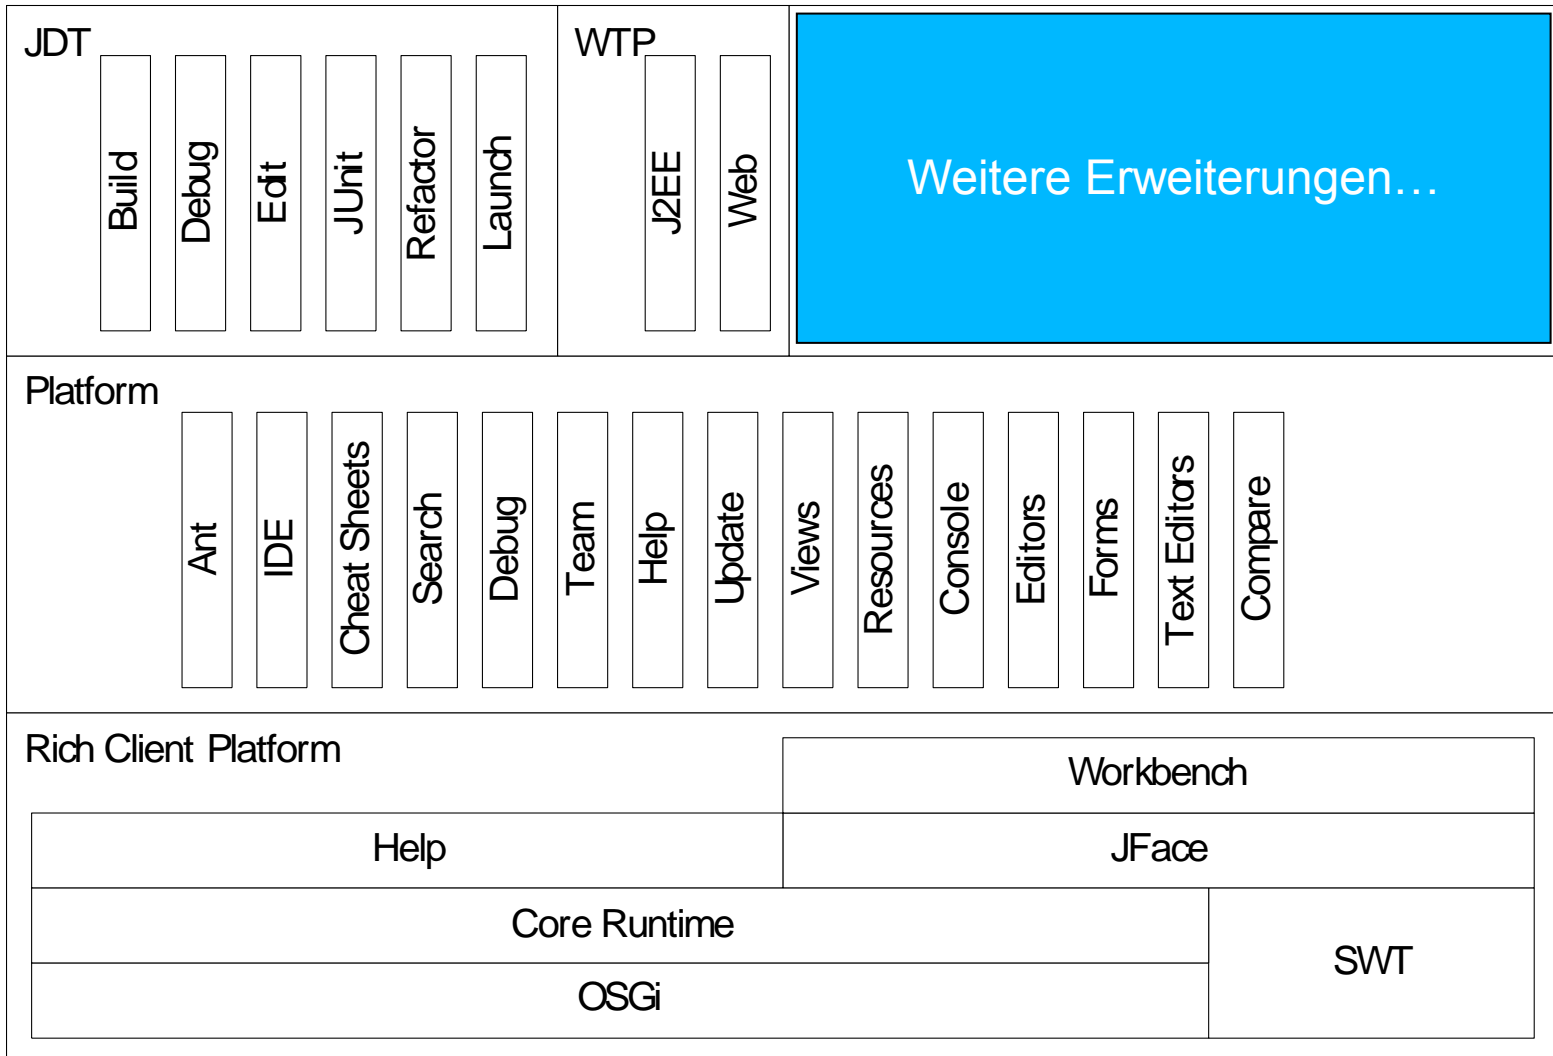 JDT
Build
Debug
Edit
JUnit
Refactor
Launch
WTP
J2EE
Web
Weitere Erweiterungen…
Platform
Ant
IDE
Cheat Sheets
Search
Debug
Team
Help
Update
Views
Resources
Console
Editors
Forms
Text Editors
Compare
Rich Client Platform
Workbench
Help
JFace
Core Runtime
SWT
OSGi